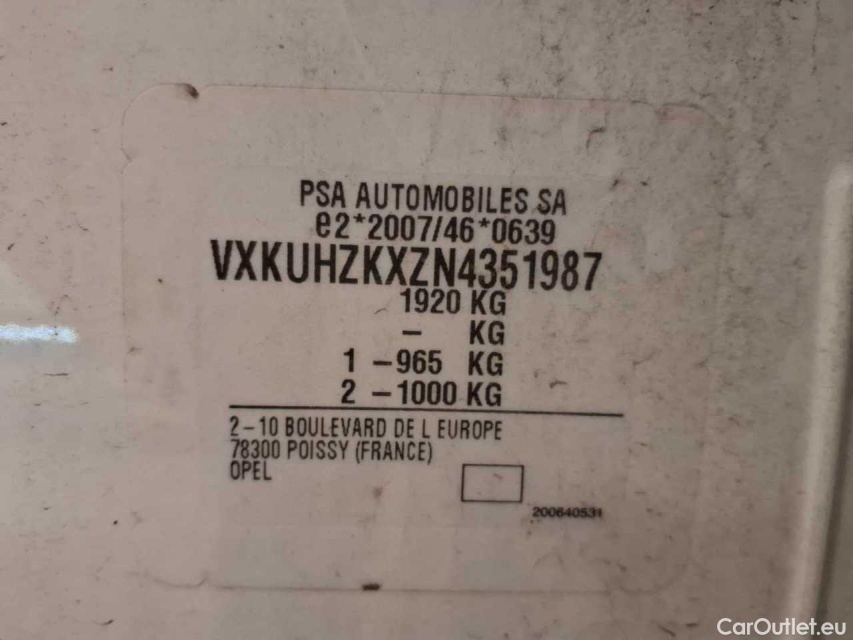 PSA AUTOMOBILES SA
e2*2007/46*0639
VXKUHZKXZN4351987
1920 KG
- KG
1 -965 KG
2 -1000 KG
2-10 BOULEVARD DE L EUROPE
78300 POISSY (FRANCE)
OPEL
200640531
CarOutlet.eu